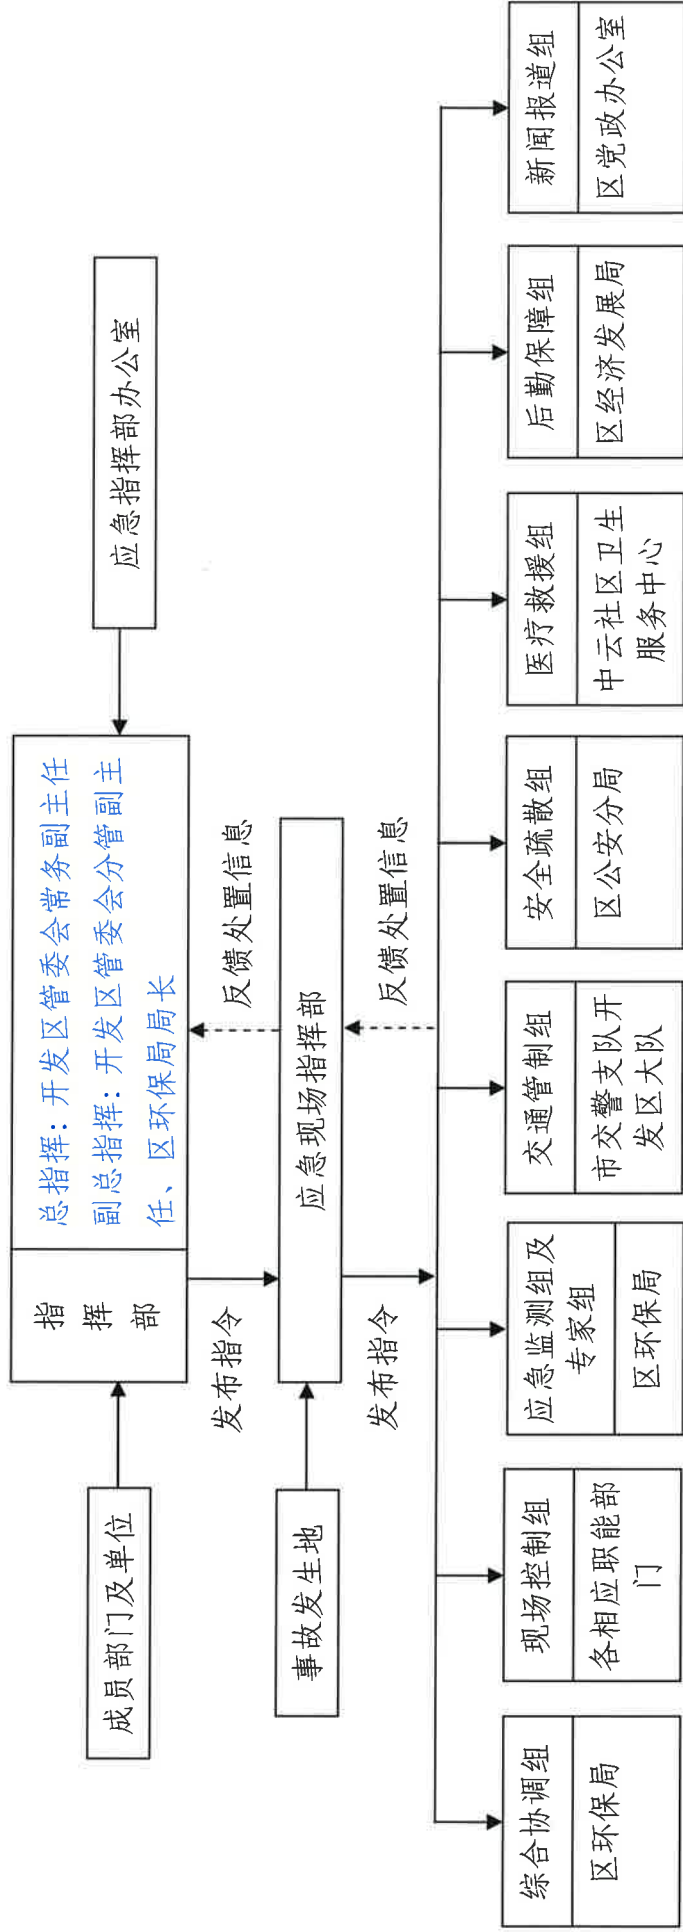 成员部门及单位
指
挥
部
总指挥：开发区管委会常务副主任
副总指挥：开发区管委会分管副主
任、区环保局局长
应急指挥部办公室
发布指令
反馈处置信息
事故发生地
应急现场指挥部
发布指令
反馈处置信息
综合协调组
区环保局
现场控制组
各相应职能部
门
应急监测组及
专家组
区环保局
交通管制组
市交警支队开
发区大队
安全疏散组
区公安分局
医疗救援组
中云社区卫生
服务中心
后勤保障组
区经济发展局
新闻报道组
区党政办公室